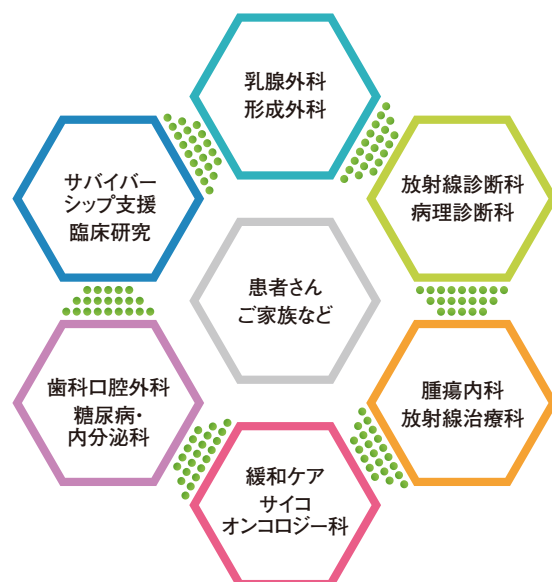 乳腺外科
形成外科
サバイバー
シップ支援
臨床研究
放射線診断科
病理診断科
患者さん
ご家族など
歯科口腔外科
糖尿病・
内分泌科
腫瘍内科
放射線治療科
緩和ケア
サイコ
オンコロジー科